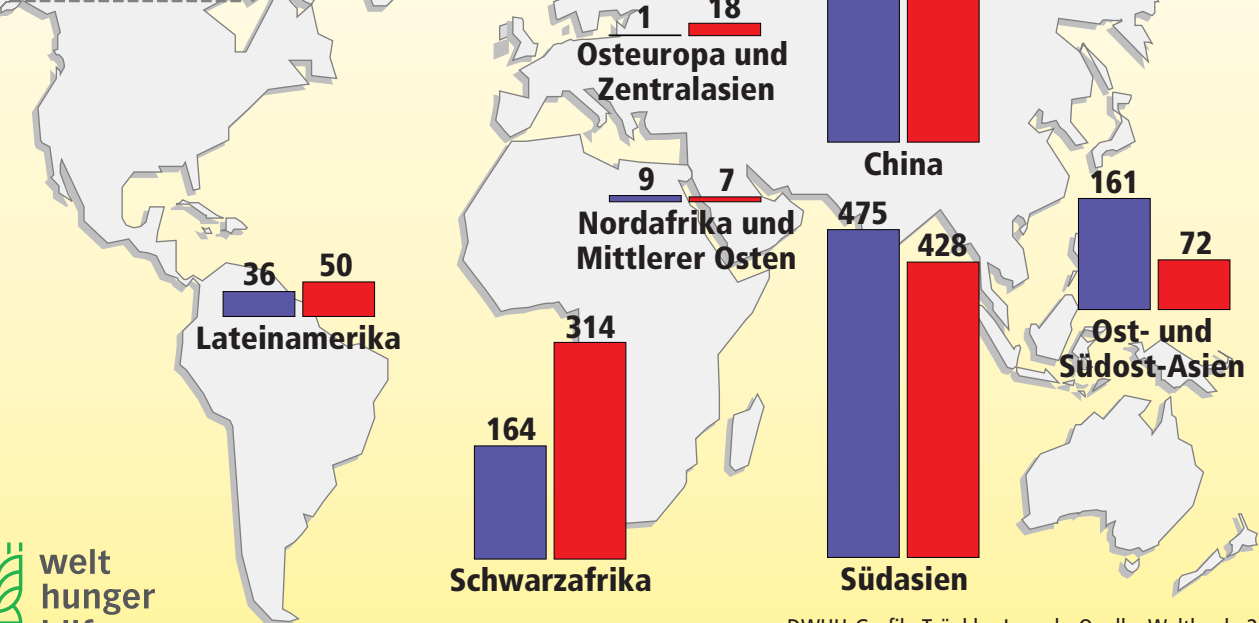 1 18
Osteuropa und
Zentralasien
China
9 7
Nordafrika und
Mittlerer Osten
161 72
Ost- und
Südost-Asien
36 50
Lateinamerika
475 428
Südasien
164 314
Schwarzafrika
welt
hunger